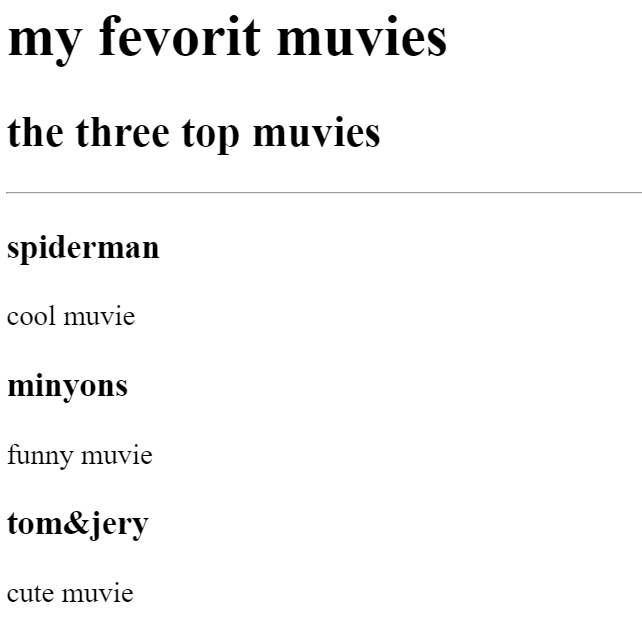 my fevorit muvies
the three top muvies
spiderman
cool muvie
minyons
funny muvie
tom&jery
cute muvie